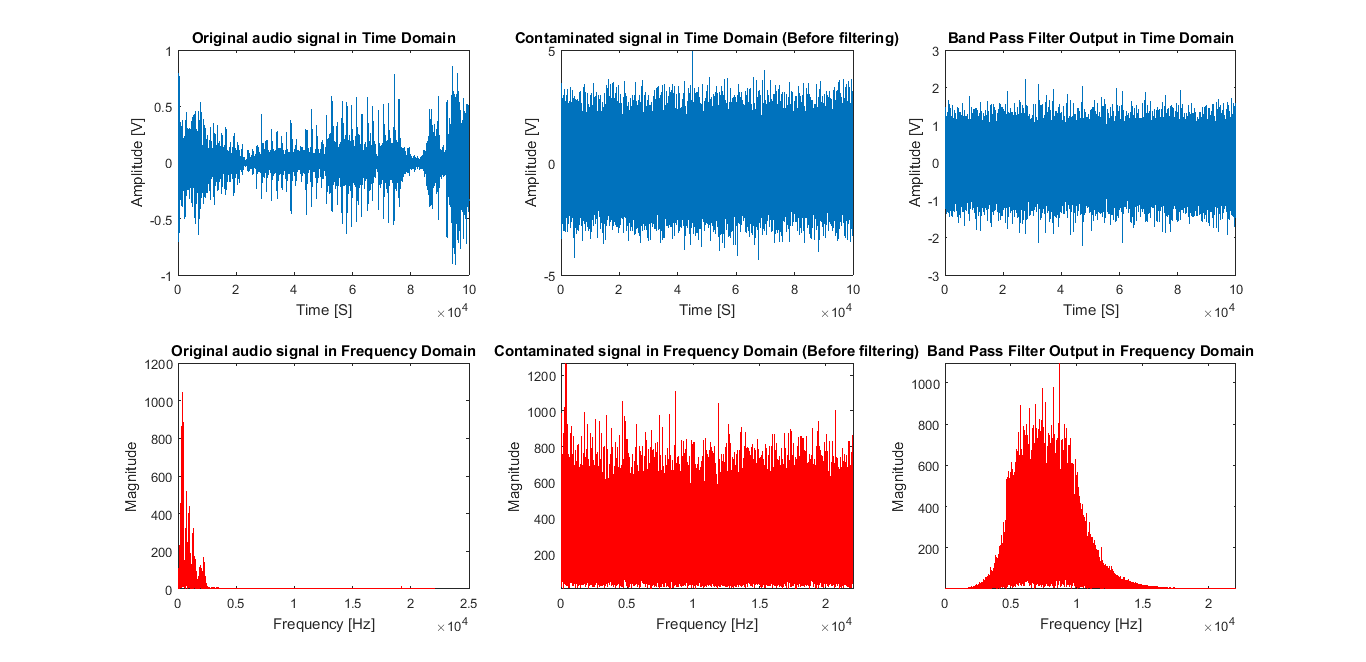 Original audio signal in Time Domain
1
0.5
0
-0.5
-1
Amplitude [V]
0 2 4 6 8 10
×10^4
Time [S]
Contaminated signal in Time Domain (Before filtering)
5
0
-5
Amplitude [V]
0 2 4 6 8 10
×10^4
Time [S]
Band Pass Filter Output in Time Domain
3
2
1
0
-1
-2
-3
Amplitude [V]
0 2 4 6 8 10
×10^4
Time [S]
Original audio signal in Frequency Domain
1200
1000
800
600
400
200
0
Magnitude
0 0.5 1 1.5 2 2.5
×10^4
Frequency [Hz]
Contaminated signal in Frequency Domain (Before filtering)
1200
1000
800
600
400
200
Magnitude
0 0.5 1 1.5 2
×10^4
Frequency [Hz]
Band Pass Filter Output in Frequency Domain
1000
800
600
400
200
Magnitude
0 0.5 1 1.5 2
×10^4
Frequency [Hz]